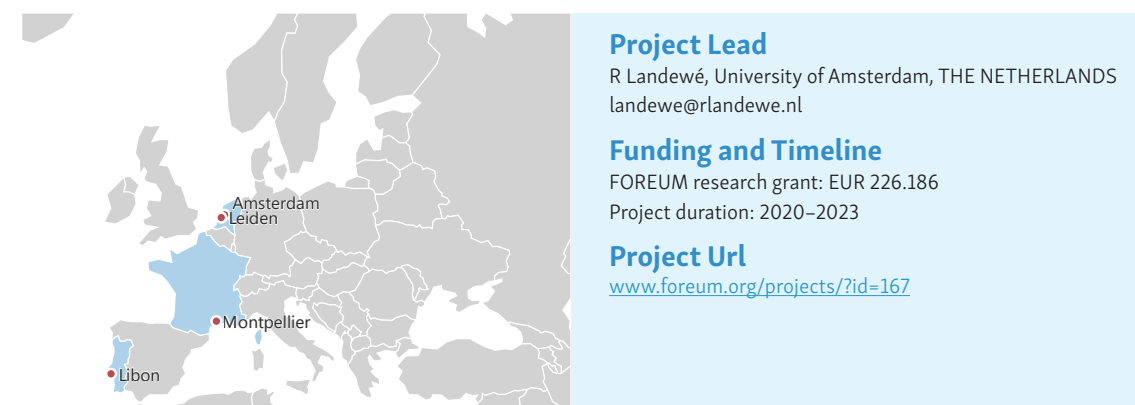 Amsterdam
Leiden
Montpellier
Libon
Project Lead
R Landewé, University of Amsterdam, THE NETHERLANDS
landewe@rlandewe.nl
Funding and Timeline
FOREUM research grant: EUR 226.186
Project duration: 2020–2023
Project Url
www.foreum.org/projects/?id=167